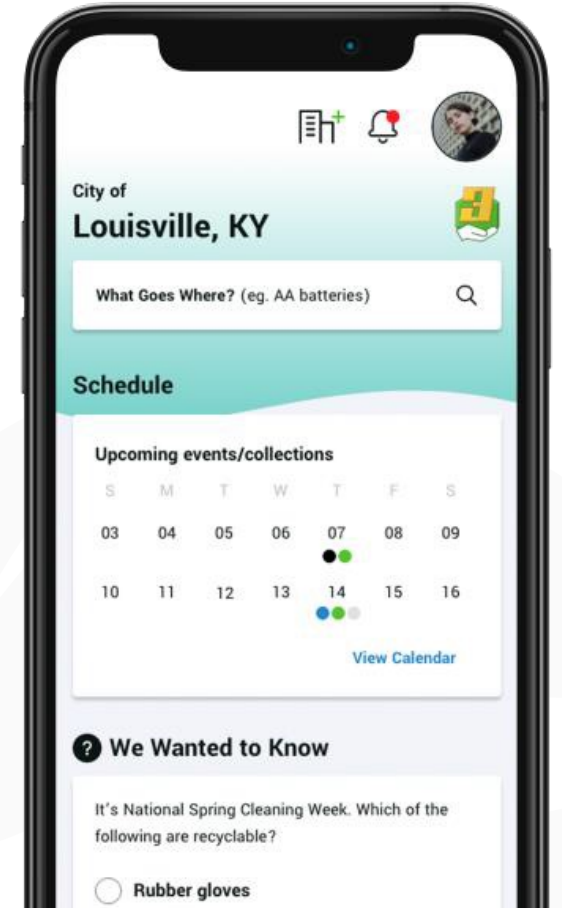 City of
Louisville, KY
3
What Goes Where? (eg. AA batteries)
Schedule
Upcoming events/collections
S M T W T F S
03 04 05 06 07 08 09
10 11 12 13 14 15 16
View Calendar
? We Wanted to Know
It's National Spring Cleaning Week. Which of the
following are recyclable?
Rubber gloves